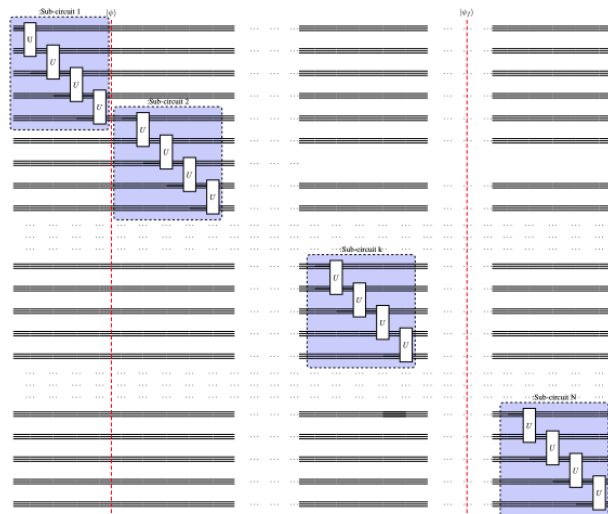 :Sub-circuit 1 |ψ⟩ |ψ_f⟩
U
U
U
U
:Sub-circuit 2
U
U
U
U
:Sub-circuit k
U
U
U
U
:Sub-circuit N
U
U
U
U